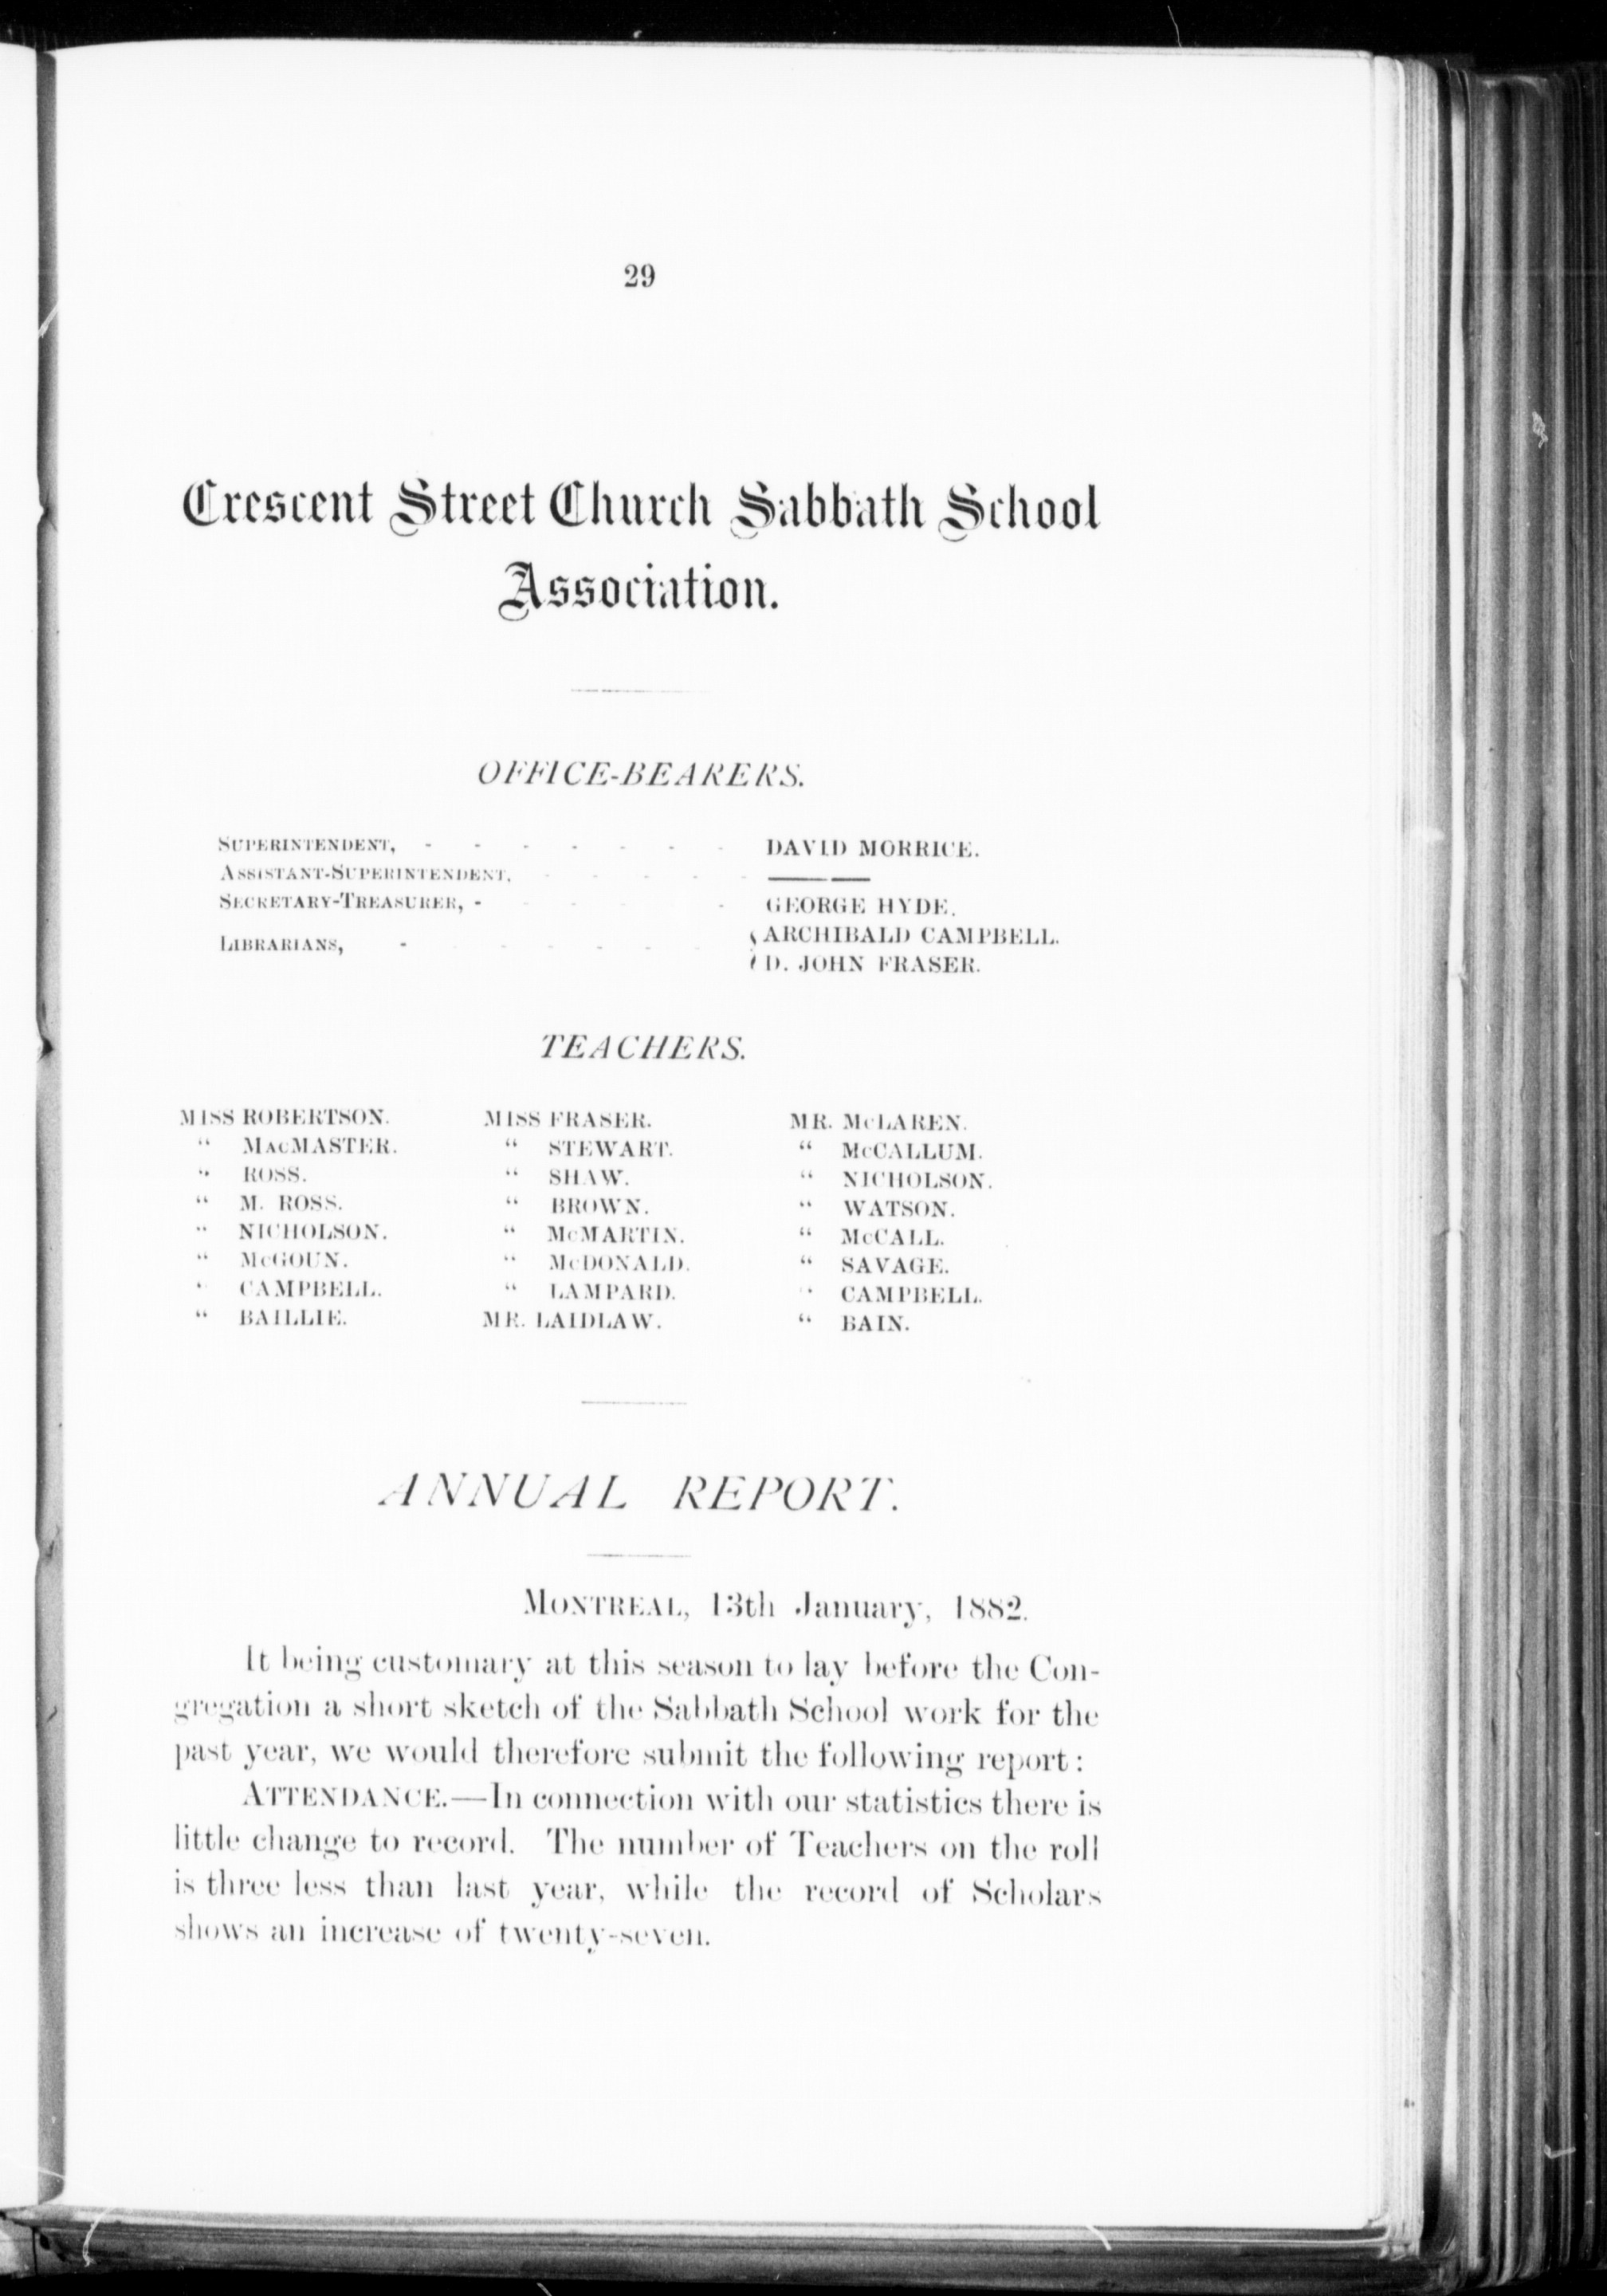 29
Crescent Street Church Sabbath School
Association.
OFFICE-BEARERS.
SUPERINTENDENT, - - - - - - - DAVID MORRICE.
ASSISTANT-SUPERINTENDENT, - - - - - ——— ——
SECRETARY-TREASURER, - - - - - - GEORGE HYDE.
LIBRARIANS, - - - - - - - { ARCHIBALD CAMPBELL.
D. JOHN FRASER.
TEACHERS.
MISS ROBERTSON. MISS FRASER. MR. McLAREN.
“ MacMASTER. “ STEWART. “ McCALLUM.
“ ROSS. “ SHAW. “ NICHOLSON.
“ M. ROSS. “ BROWN. “ WATSON.
“ NICHOLSON. “ McMARTIN. “ McCALL.
“ McGOUN. “ McDONALD. “ SAVAGE.
“ CAMPBELL. “ LAMPARD. “ CAMPBELL.
“ BAILLIE. MR. LAIDLAW. “ BAIN.
ANNUAL REPORT.
MONTREAL, 13th January, 1882.
It being customary at this season to lay before the Con-
gregation a short sketch of the Sabbath School work for the
past year, we would therefore submit the following report:
ATTENDANCE.—In connection with our statistics there is
little change to record. The number of Teachers on the roll
is three less than last year, while the record of Scholars
shows an increase of twenty-seven.